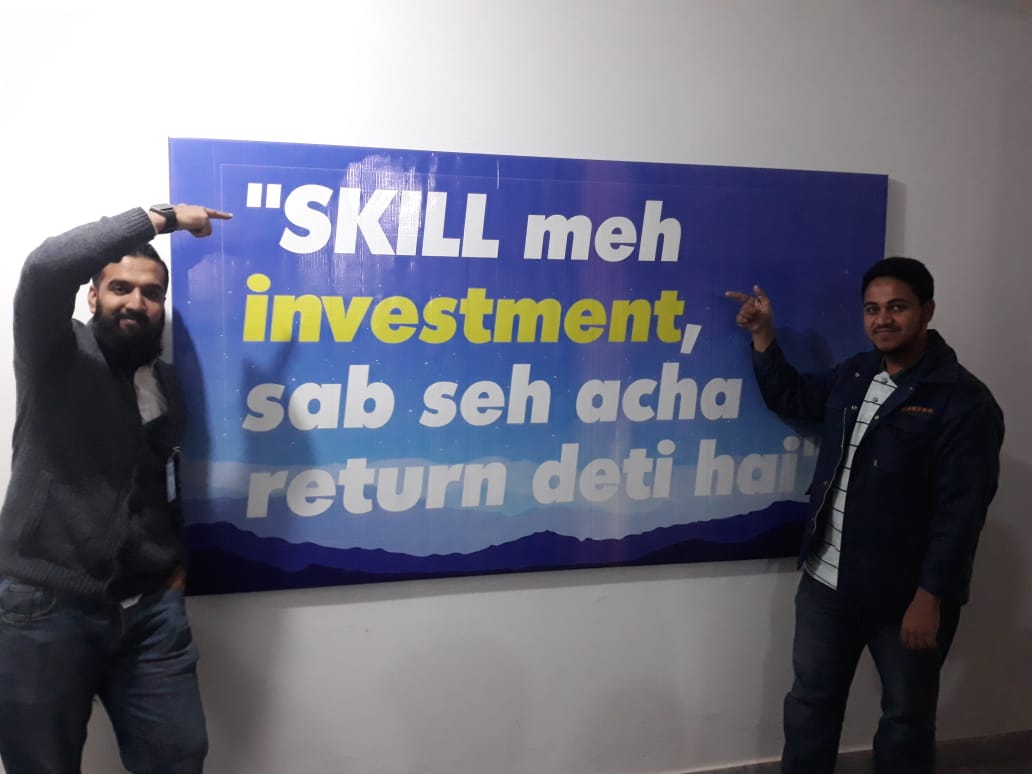 "SKILL meh
investment,
sab seh acha
return deti hai"